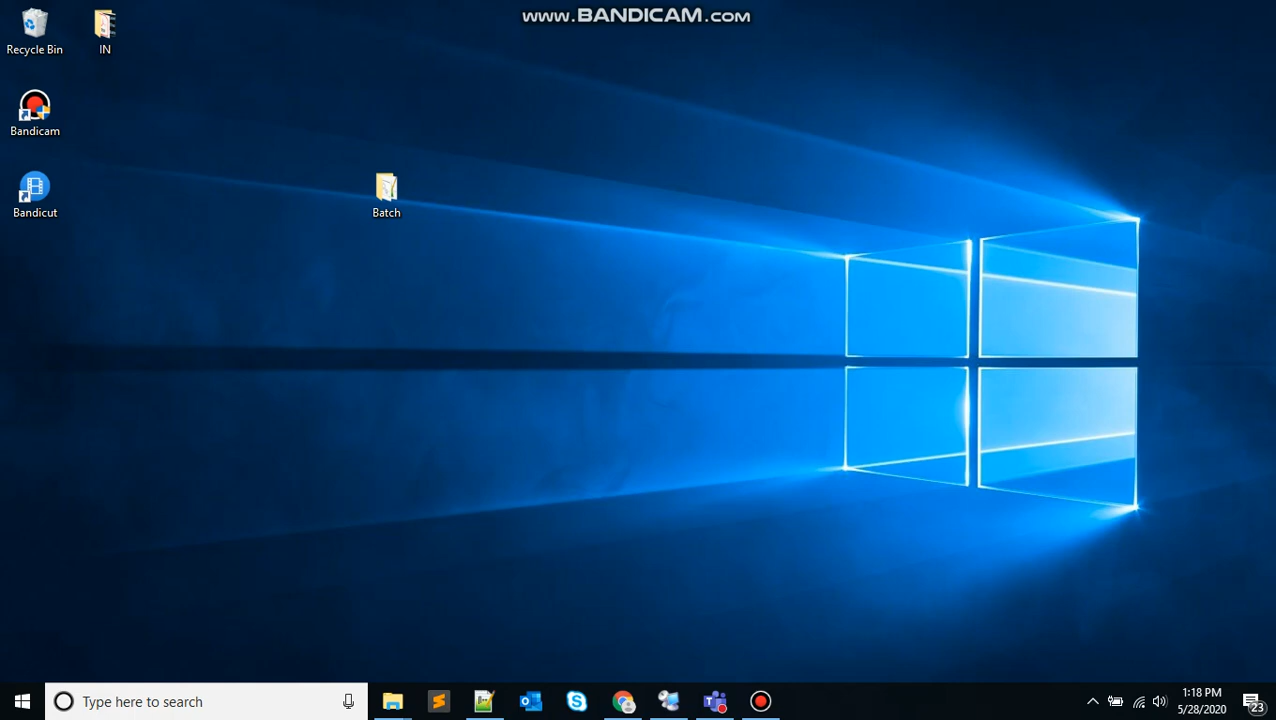 www.BANDICAM.com
Recycle Bin
IN
Bandicam
Bandicut
Batch
Type here to search
1:18 PM
5/28/2020
23